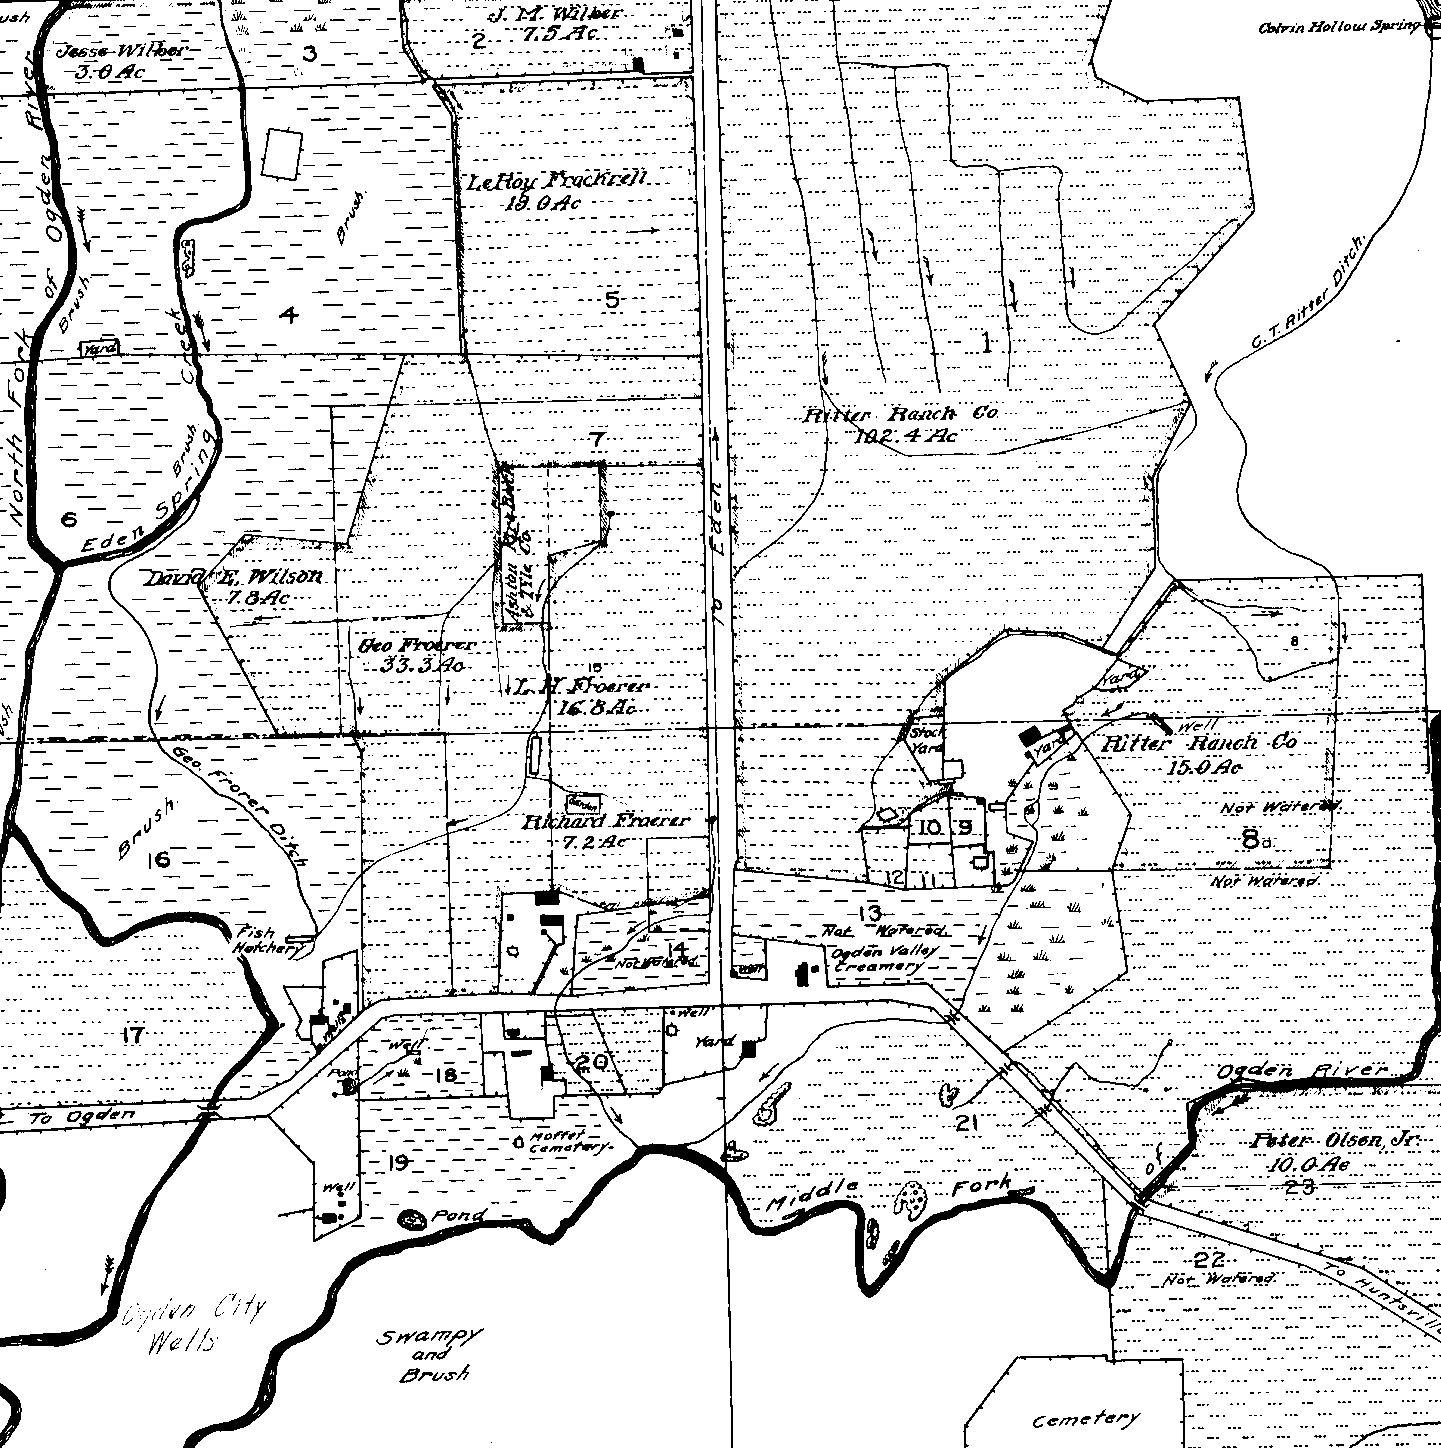 J. M. Wilber
7.5 Ac
2
3
Jesse Wilber
3.0 Ac
Colvin Hollow Spring
North Fork of Ogden River
Brush
LeRoy Frackrell
19.0 Ac
5
4
Brush
Yard
Eden Spring Creek
Brush
C. T. Ritter Ditch.
1
Ritter Ranch Co
102.4 Ac
7
6
To Eden
David E. Wilson
7.8 Ac
Ashton
& Tie Co.
Geo Froerer
33.3 Ac
15
L. H. Froerer
16.8 Ac
8
Yard
Stock
Yard
Yard
Well
Ritter Ranch Co
15.0 Ac
Not Watered.
8a
Not Watered.
Geo. Frorer Ditch
Brush
16
Garden
Richard Froerer
7.2 Ac
10
9
12
11
13
Not Watered.
Fish
Hatchery
14
Not Watered
Ogden Valley
Creamery
17
Well
Well
Yard
18
20
Pond
To Ogden
Ogden River
21
Moffet
Cemetery.
19
Peter Olsen, Jr.
10.0 Ac
23
Well
Pond
Middle Fork
22
Not Watered.
To Huntsville
Ogden City
Wells
Swampy
and
Brush
Cemetery